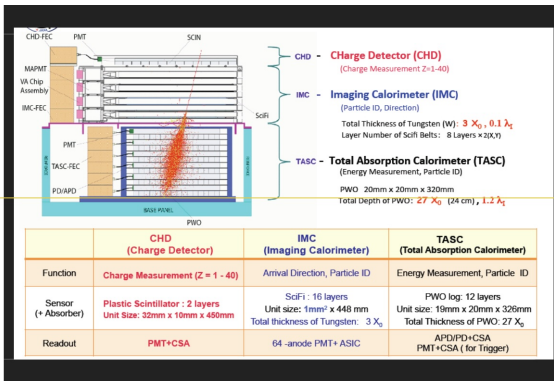 CHD-FEC
PMT
SCIN
MAPMT
VA Chip
Assembly
IMC-FEC
SciFi
PMT
TASC-FEC
PD/APD
BASE PANEL
PWO
CHD - CHarge Detector (CHD)
(Charge Measurement Z=1-40)
IMC - Imaging Calorimeter (IMC)
(Particle ID, Direction)
Total Thickness of Tungsten (W): 3 X0, 0.1 λI
Layer Number of Scifi Belts: 8 Layers ×2(X,Y)
TASC - Total Absorption Calorimeter (TASC)
(Energy Measurement, Particle ID)
PWO 20mm x 20mm x 320mm
Total Depth of PWO: 27 X0 (24 cm), 1.2 λI
CHD
(Charge Detector)
IMC
(Imaging Calorimeter)
TASC
(Total Absorption Calorimeter)
Function
Charge Measurement (Z = 1 - 40)
Arrival Direction, Particle ID
Energy Measurement, Particle ID
Sensor
(+ Absorber)
Plastic Scintillator : 2 layers
Unit Size: 32mm x 10mm x 450mm
SciFi : 16 layers
Unit size: 1mm² x 448 mm
Total thickness of Tungsten: 3 X0
PWO log: 12 layers
Unit size: 19mm x 20mm x 326mm
Total Thickness of PWO: 27 X0
Readout
PMT+CSA
64 -anode PMT+ ASIC
APD/PD+CSA
PMT+CSA ( for Trigger)